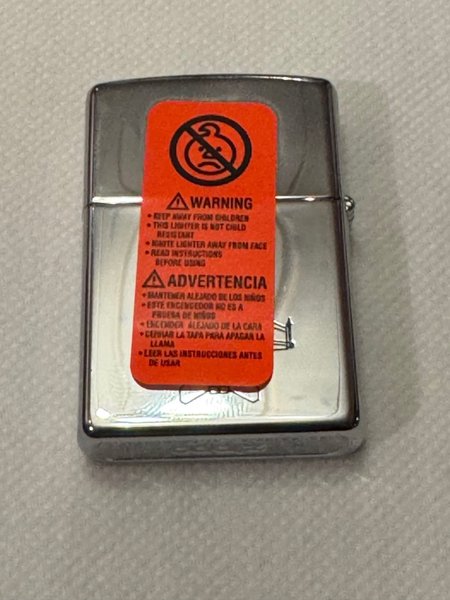 WARNING
• KEEP AWAY FROM CHILDREN
• THIS LIGHTER IS NOT CHILD
RESISTANT
• IGNITE LIGHTER AWAY FROM FACE
• READ INSTRUCTIONS
BEFORE USING
ADVERTENCIA
• MANTENER ALEJADO DE LOS NIÑOS
• ESTE ENCENDEDOR NO ES A
PRUEBA DE NIÑOS
• ENCENDER ALEJADO DE LA CARA
• CERRAR LA TAPA PARA APAGAR LA
LLAMA
• LEER LAS INSTRUCCIONES ANTES
DE USAR